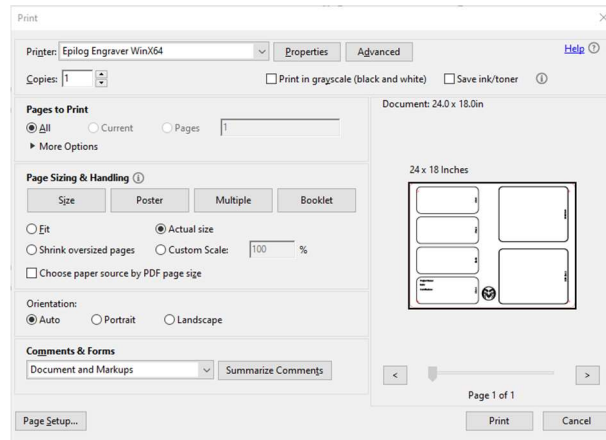 Print
Printer: Epilog Engraver WinX64 Properties Advanced Help
Copies: 1 Print in grayscale (black and white) Save ink/toner
Pages to Print
All Current Pages 1
More Options
Page Sizing & Handling
Size Poster Multiple Booklet
Fit Actual size
Shrink oversized pages Custom Scale: 100 %
Choose paper source by PDF page size
Orientation:
Auto Portrait Landscape
Comments & Forms
Document and Markups Summarize Comments
Document: 24.0 x 18.0in
24 x 18 Inches
< >
Page 1 of 1
Page Setup... Print Cancel